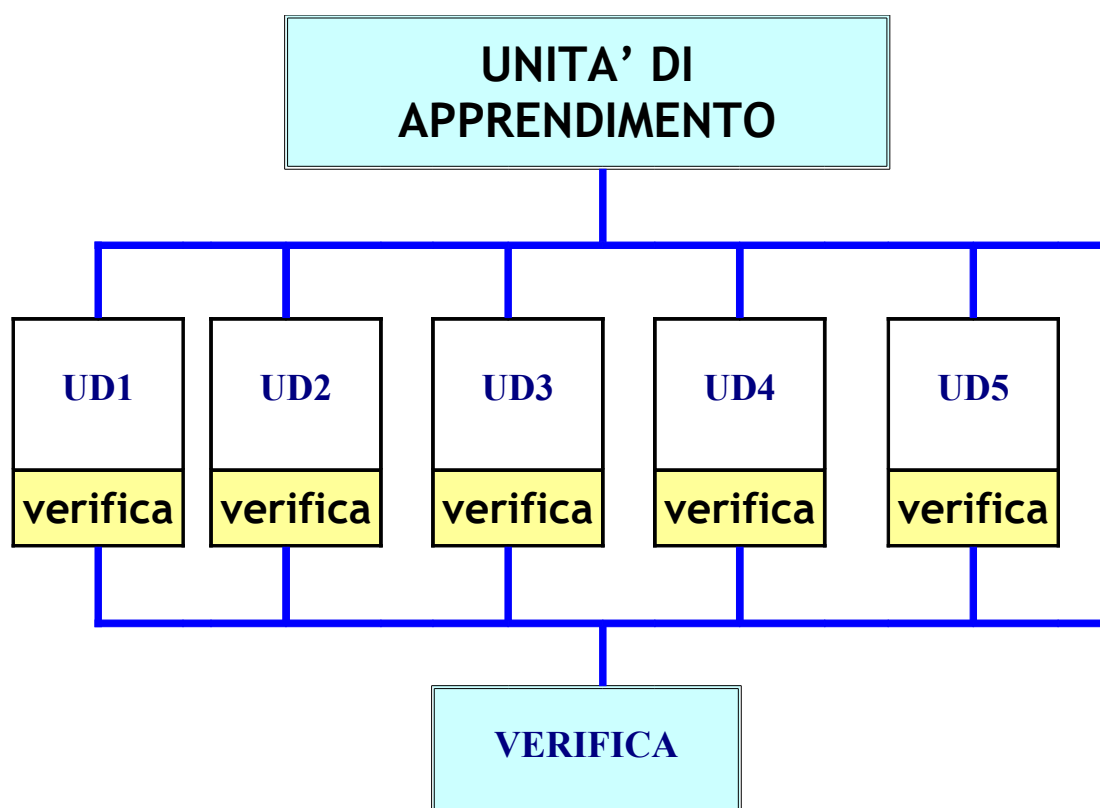 UNITA’ DI
APPRENDIMENTO
UD1 UD2 UD3 UD4 UD5
verifica verifica verifica verifica verifica
VERIFICA